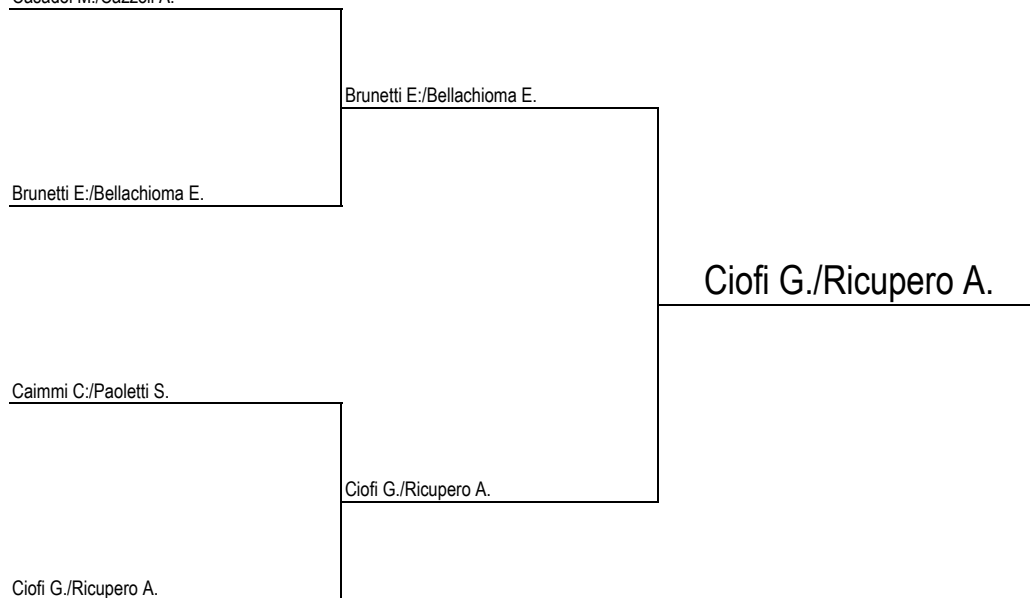 Brunetti E:/Bellachioma E.
Brunetti E:/Bellachioma E.
Ciofi G./Ricupero A.
Caimmi C:/Paoletti S.
Ciofi G./Ricupero A.
Ciofi G./Ricupero A.